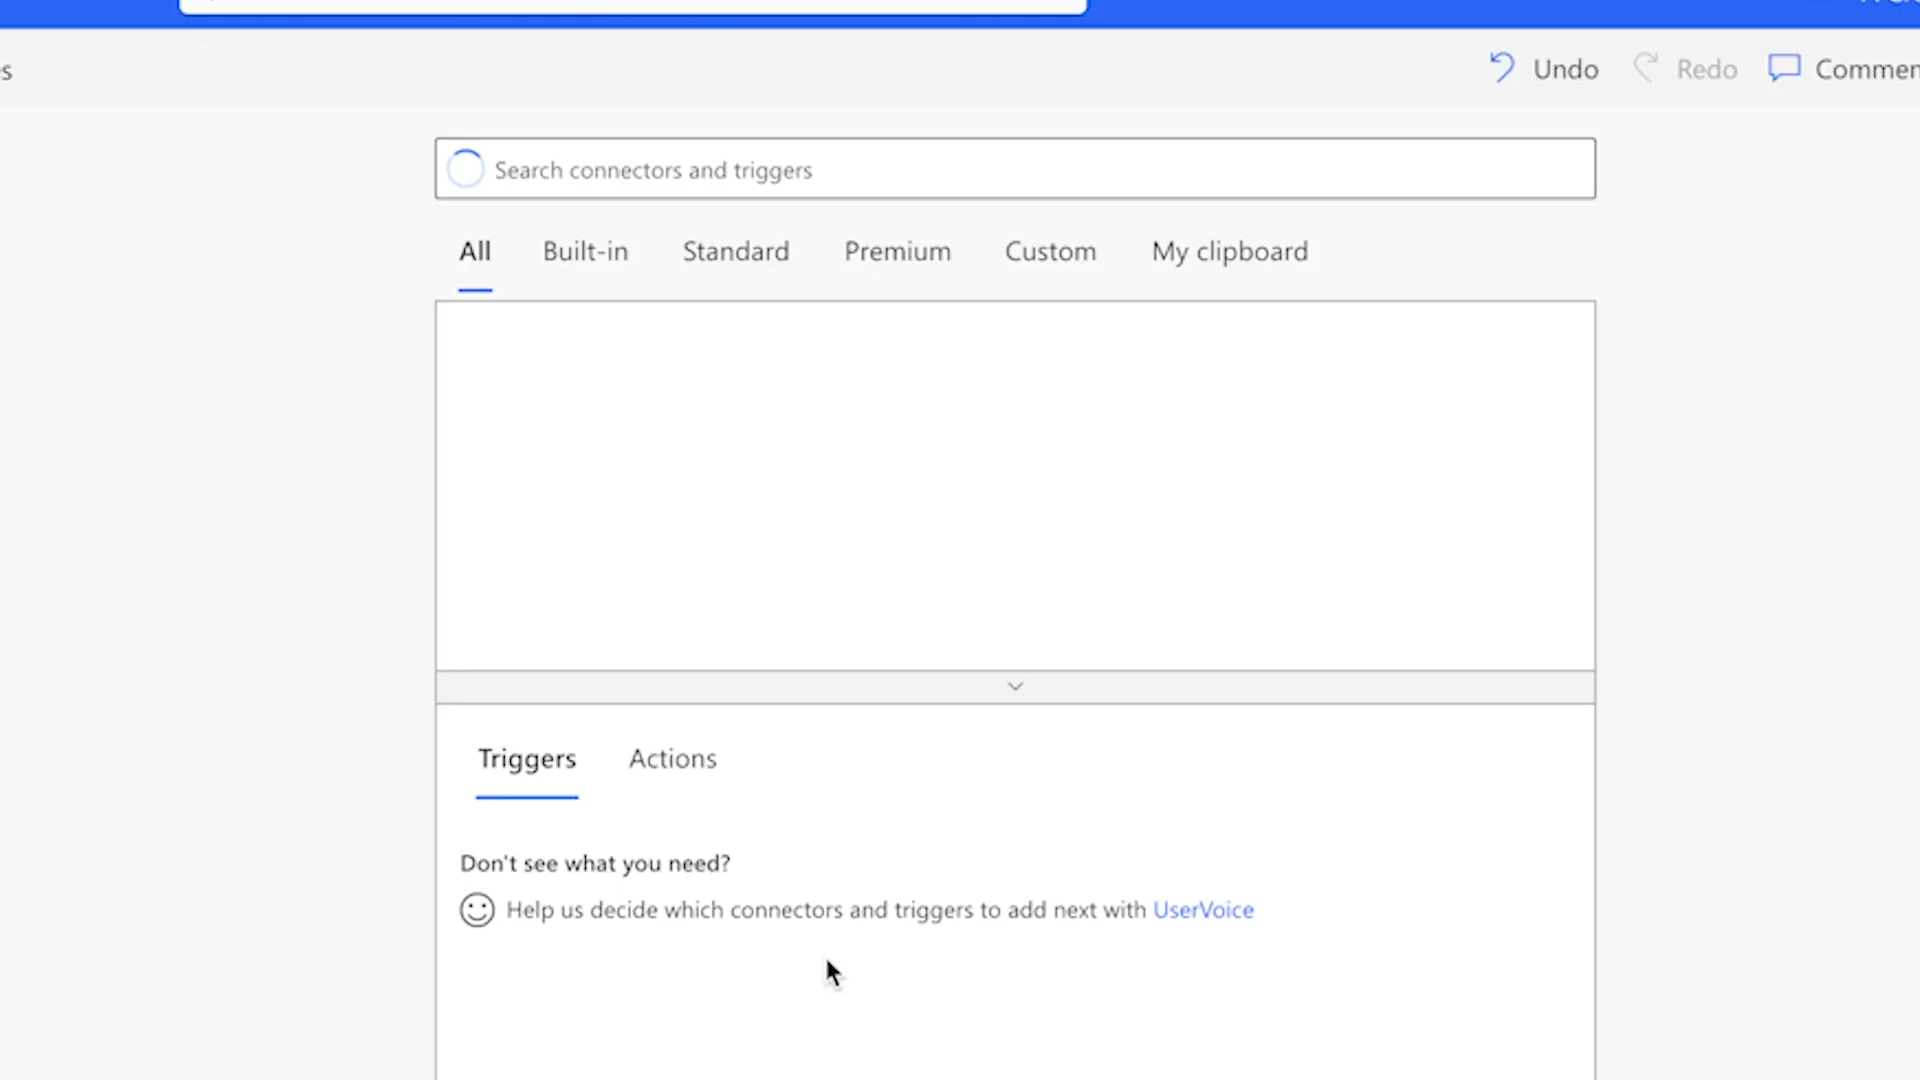 Undo Redo
Search connectors and triggers
All Built-in Standard Premium Custom My clipboard
Triggers Actions
Don't see what you need?
Help us decide which connectors and triggers to add next with UserVoice